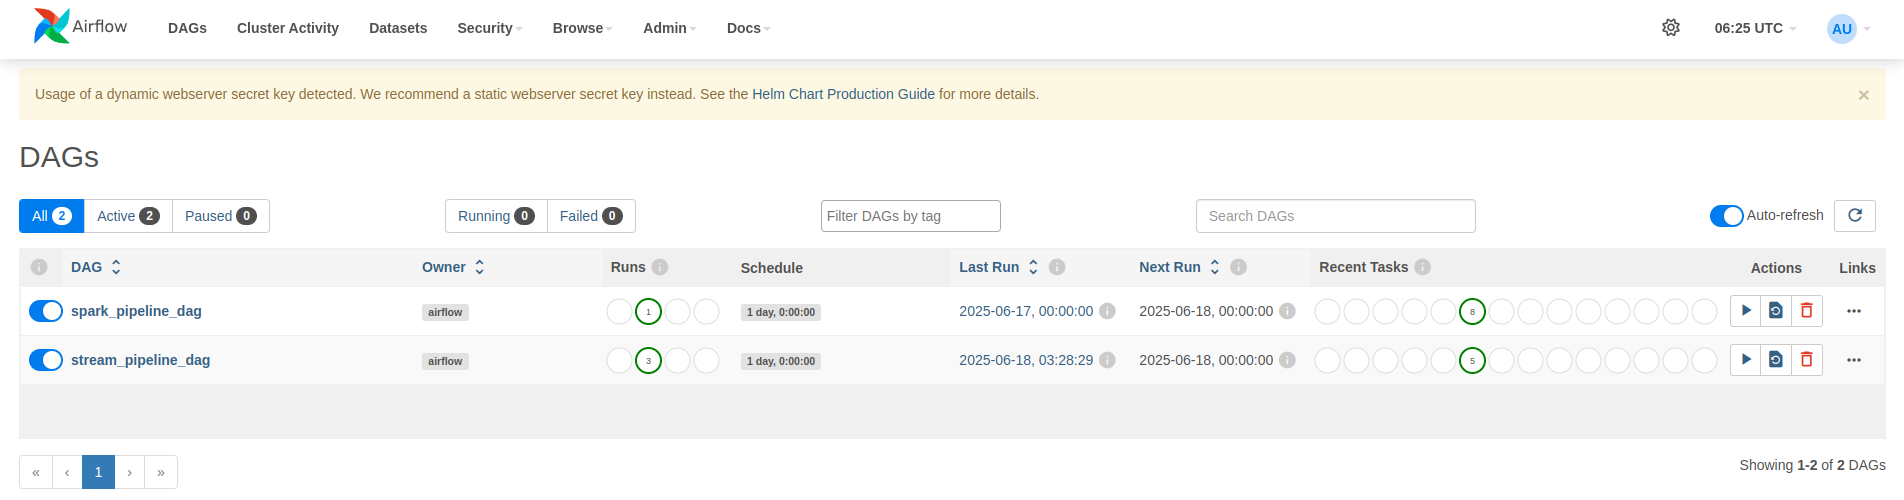 Airflow DAGs Cluster Activity Datasets Security Browse Admin Docs 06:25 UTC AU
Usage of a dynamic webserver secret key detected. We recommend a static webserver secret key instead. See the Helm Chart Production Guide for more details. ×
DAGs
All 2 Active 2 Paused 0 Running 0 Failed 0 Filter DAGs by tag Search DAGs Auto-refresh
i DAG Owner Runs i Schedule Last Run i Next Run i Recent Tasks i Actions Links
spark_pipeline_dag airflow 1 1 day, 0:00:00 2025-06-17, 00:00:00 i 2025-06-18, 00:00:00 i 8 ...
stream_pipeline_dag airflow 3 1 day, 0:00:00 2025-06-18, 03:28:29 i 2025-06-18, 00:00:00 i 5 ...
« ‹ 1 › » Showing 1-2 of 2 DAGs